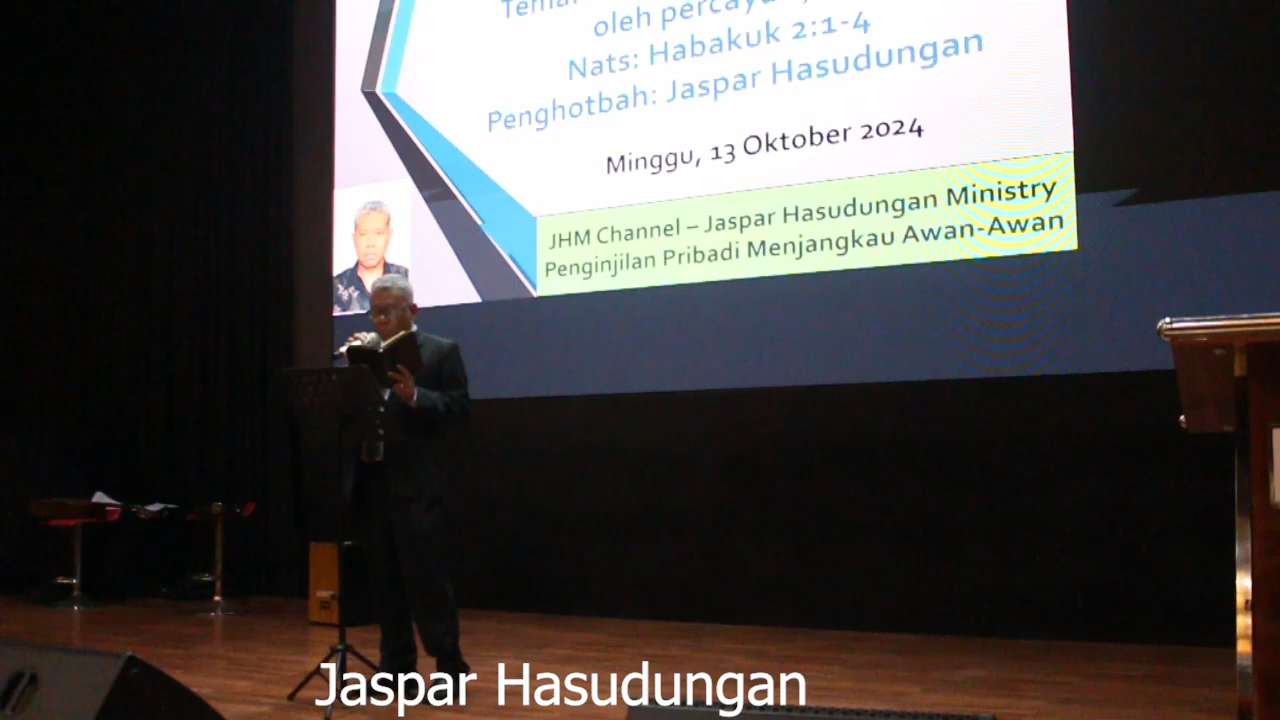 oleh
Nats: Habakuk 2:1-4
Penghotbah: Jaspar Hasudungan
Minggu, 13 Oktober 2024
JHM Channel – Jaspar Hasudungan Ministry
Penginjilan Pribadi Menjangkau Awan-Awan
Jaspar Hasudungan